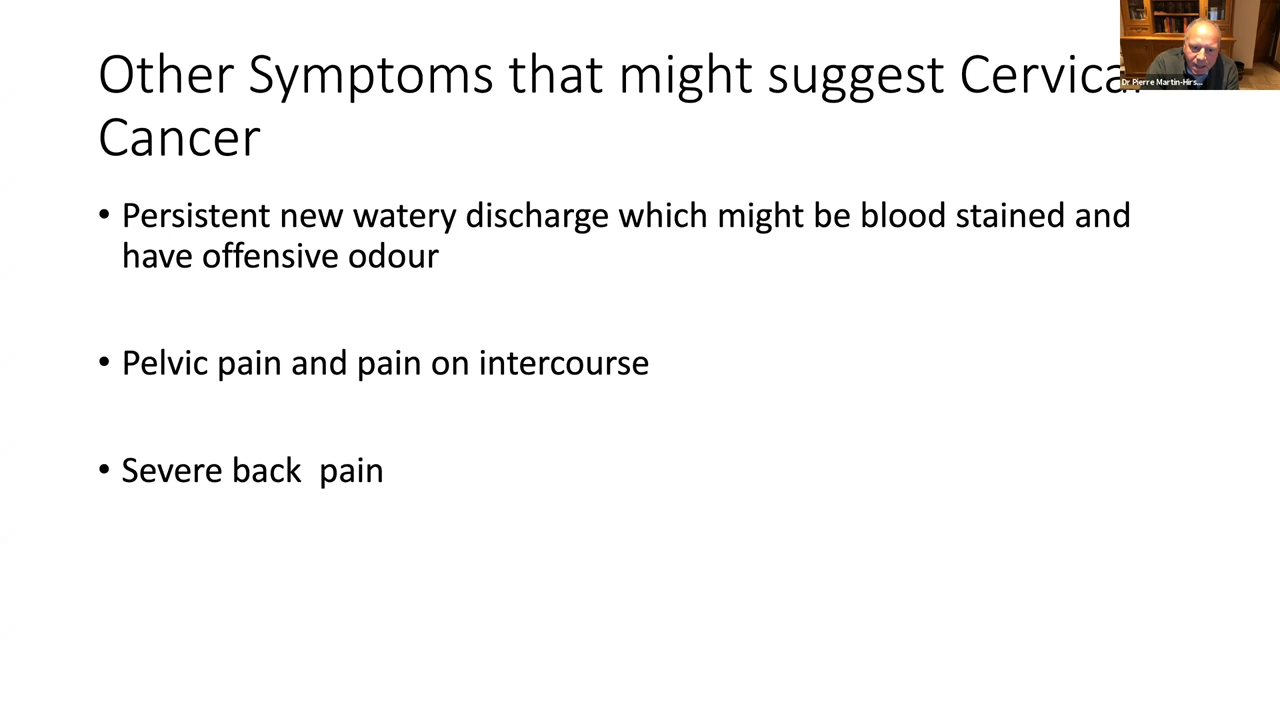 Other Symptoms that might suggest Cervical
Cancer
• Persistent new watery discharge which might be blood stained and
have offensive odour
• Pelvic pain and pain on intercourse
• Severe back  pain
Dr Pierre Martin-Hirs...